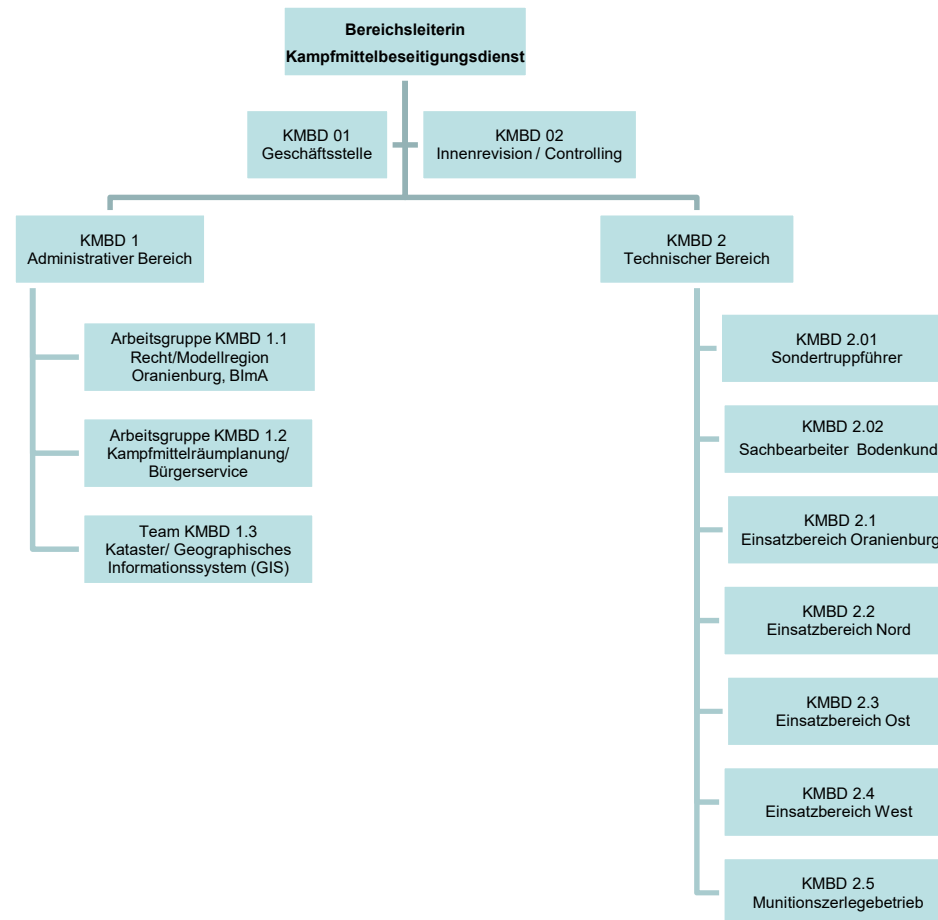 Bereichsleiterin
Kampfmittelbeseitigungsdienst
KMBD 01
Geschäftsstelle
KMBD 02
Innenrevision / Controlling
KMBD 1
Administrativer Bereich
KMBD 2
Technischer Bereich
Arbeitsgruppe KMBD 1.1
Recht/Modellregion
Oranienburg, BImA
Arbeitsgruppe KMBD 1.2
Kampfmittelräumplanung/
Bürgerservice
Team KMBD 1.3
Kataster/ Geographisches
Informationssystem (GIS)
KMBD 2.01
Sondertruppführer
KMBD 2.02
Sachbearbeiter Bodenkund
KMBD 2.1
Einsatzbereich Oranienburg
KMBD 2.2
Einsatzbereich Nord
KMBD 2.3
Einsatzbereich Ost
KMBD 2.4
Einsatzbereich West
KMBD 2.5
Munitionszerlegebetrieb